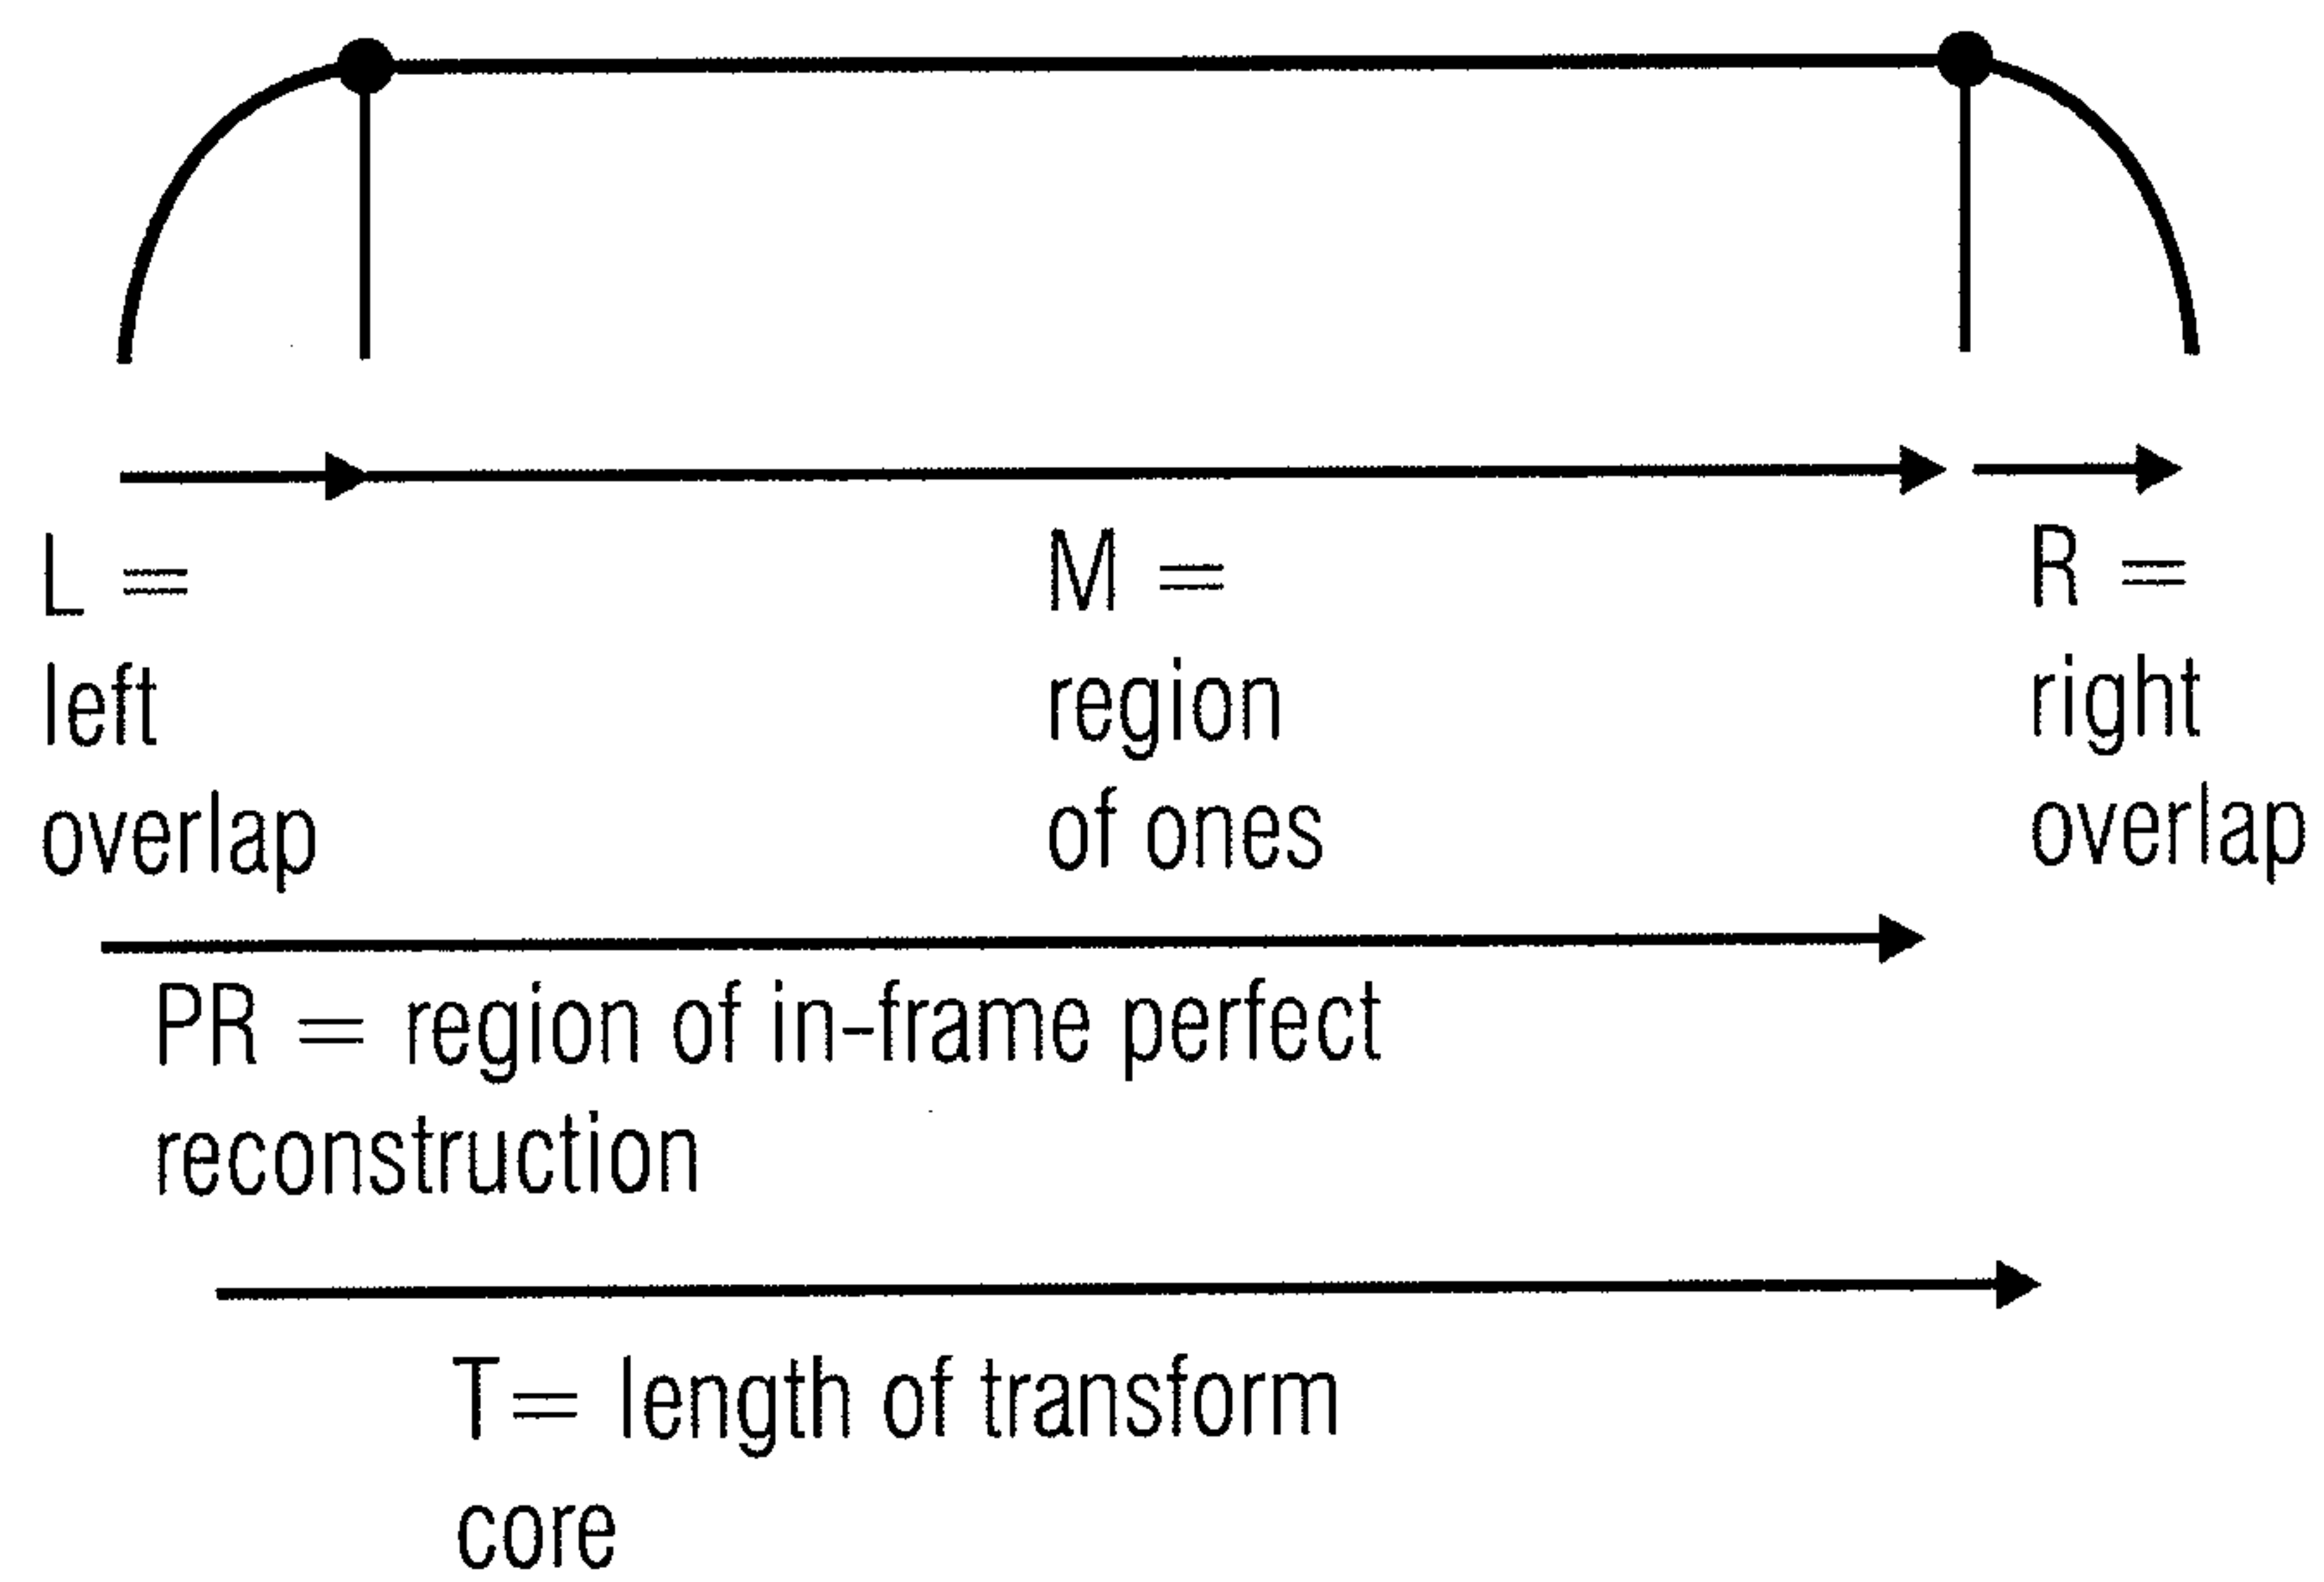 L =
left
overlap
M =
region
of ones
R =
right
overlap
PR = region of in-frame perfect
reconstruction
T= length of transform
core